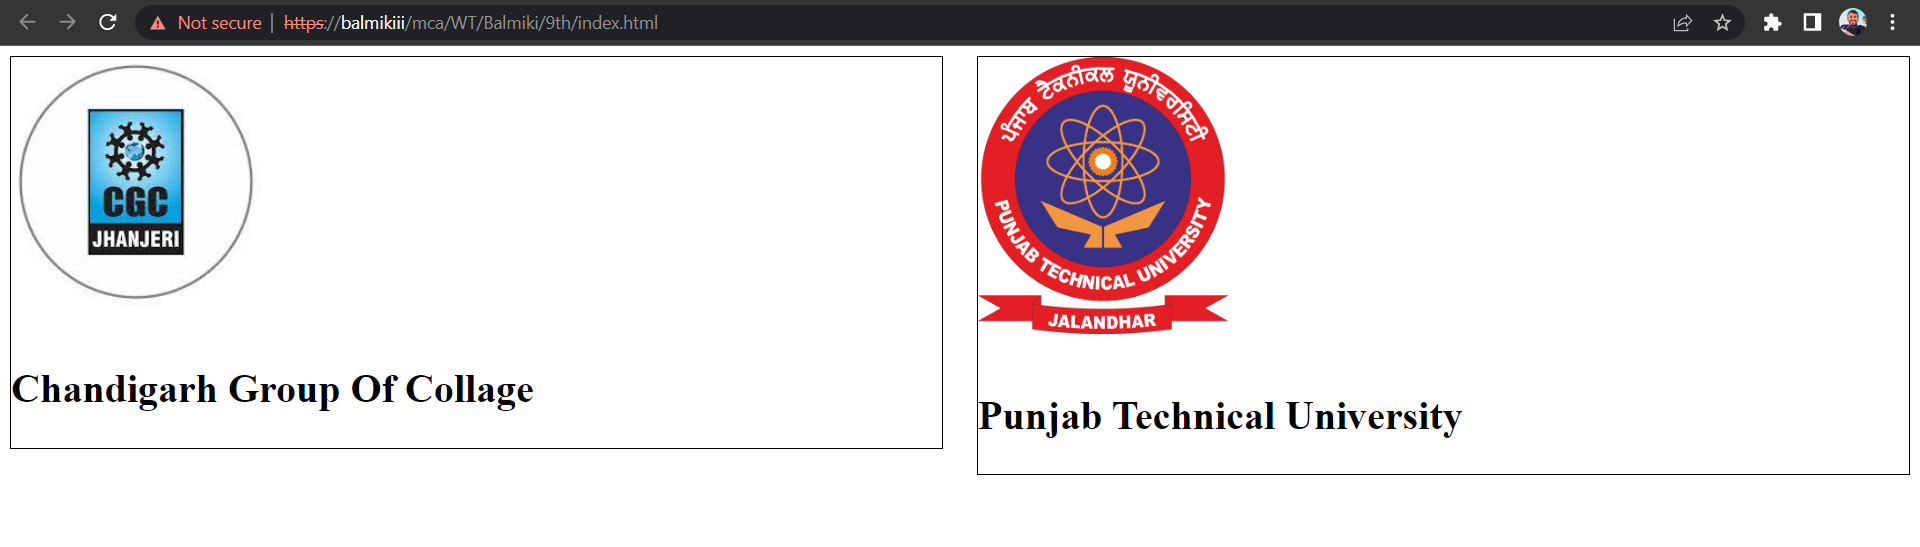 Not secure | https://balmikiii/mca/WT/Balmiki/9th/index.html
CGC
JHANJERI
Chandigarh Group Of Collage
ਪੰਜਾਬ ਟੈਕਨੀਕਲ ਯੂਨੀਵਰਸਿਟੀ
PUNJAB TECHNICAL UNIVERSITY
JALANDHAR
Punjab Technical University